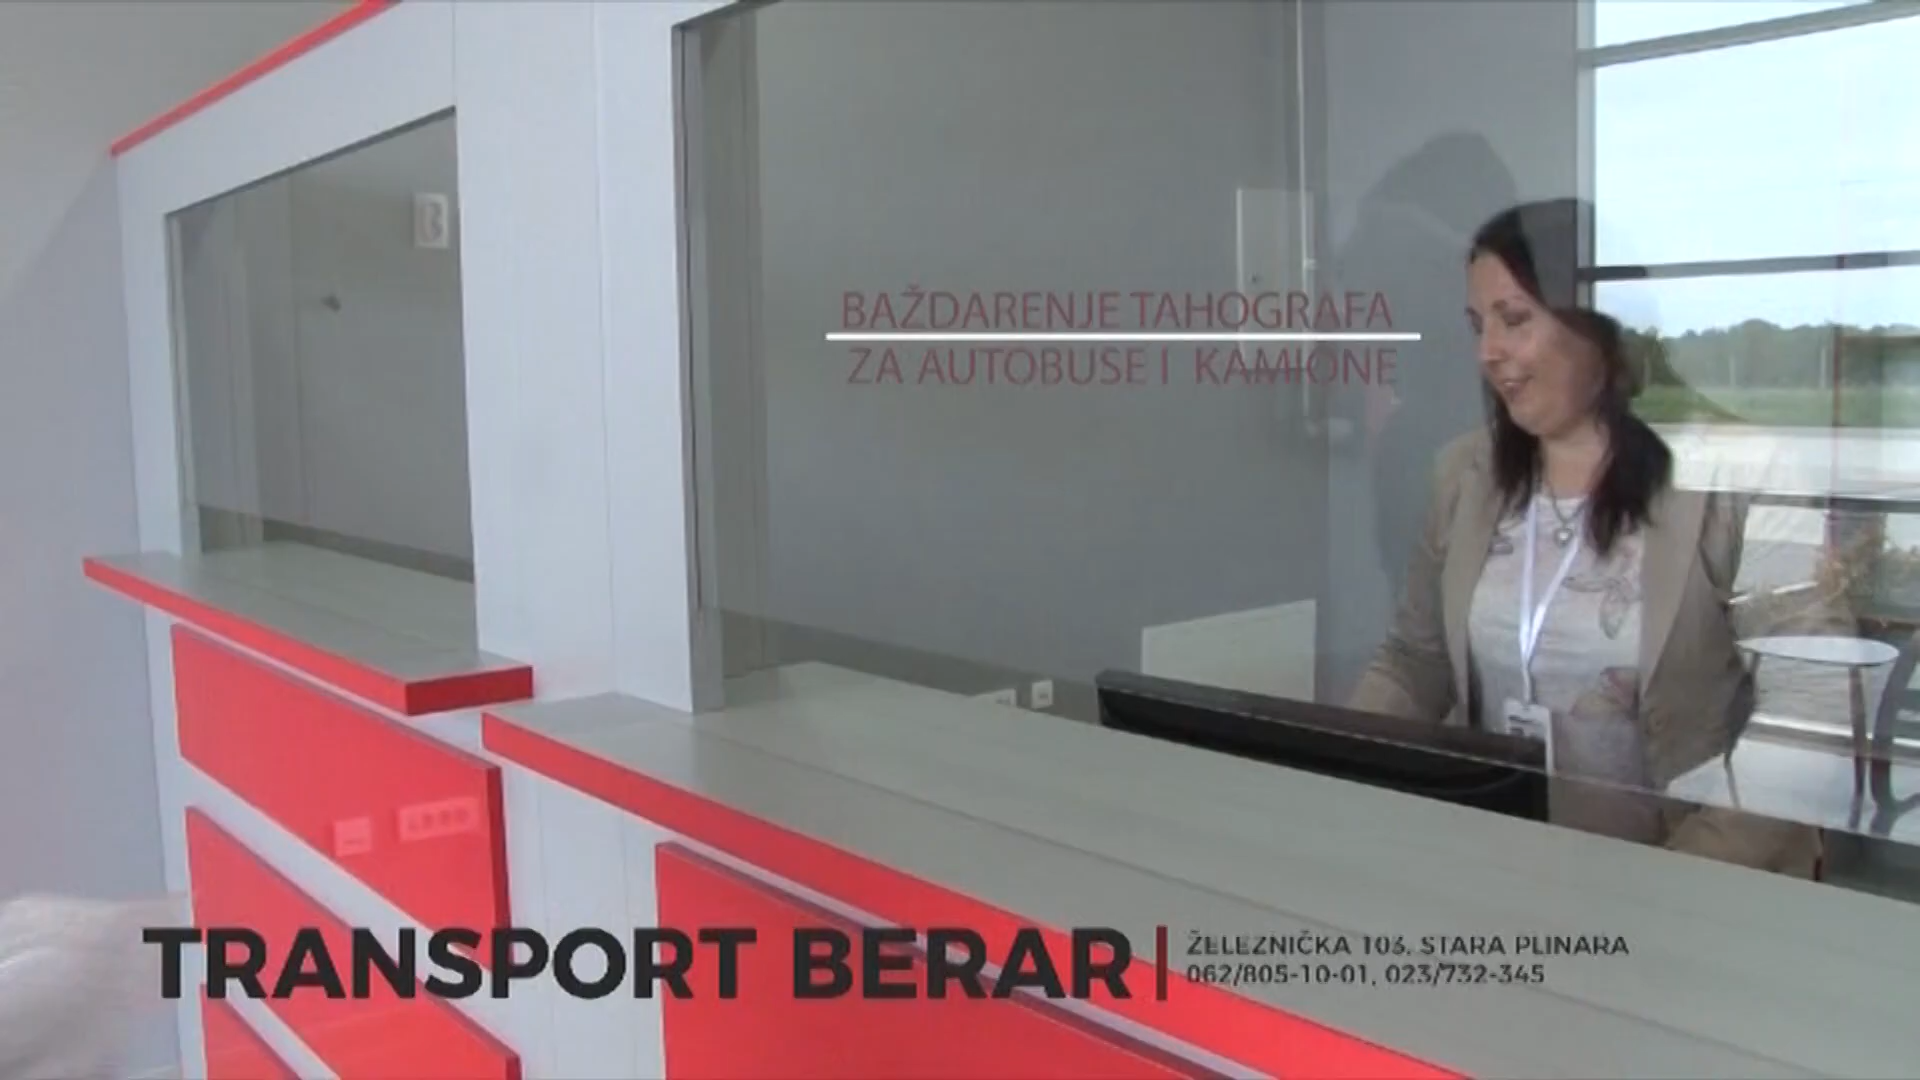 BAŽDARENJE TAHOGRAFA
ZA AUTOBUSE I KAMIONE
TRANSPORT BERAR
ŽELEZNIČKA 103, STARA PLINARA
062/805-10-01, 023/732-345